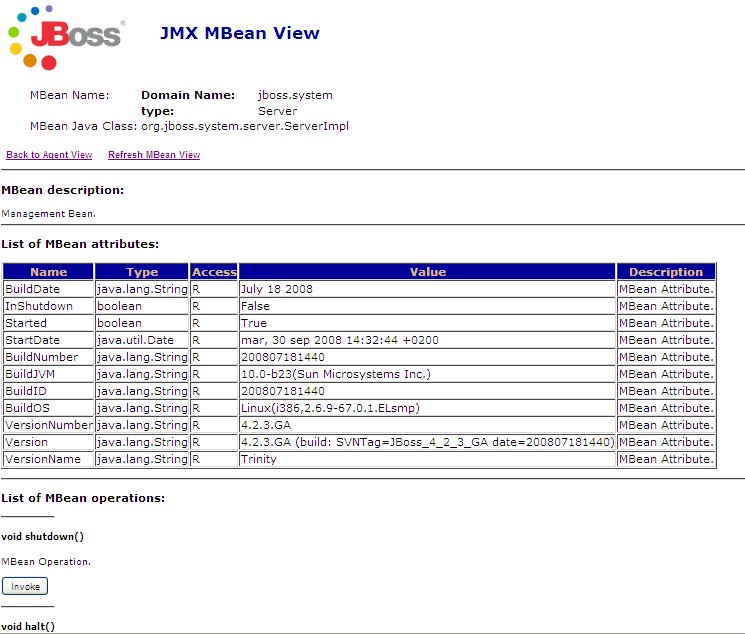 JBoss®
JMX MBean View
MBean Name: Domain Name: jboss.system
type: Server
MBean Java Class: org.jboss.system.server.ServerImpl
Back to Agent View Refresh MBean View
MBean description:
Management Bean.
List of MBean attributes:
Name Type Access Value Description
BuildDate java.lang.String R July 18 2008 MBean Attribute.
InShutdown boolean R False MBean Attribute.
Started boolean R True MBean Attribute.
StartDate java.util.Date R mar, 30 sep 2008 14:32:44 +0200 MBean Attribute.
BuildNumber java.lang.String R 200807181440 MBean Attribute.
BuildJVM java.lang.String R 10.0-b23(Sun Microsystems Inc.) MBean Attribute.
BuildID java.lang.String R 200807181440 MBean Attribute.
BuildOS java.lang.String R Linux(i386,2.6.9-67.0.1.ELsmp) MBean Attribute.
VersionNumber java.lang.String R 4.2.3.GA MBean Attribute.
Version java.lang.String R 4.2.3.GA (build: SVNTag=JBoss_4_2_3_GA date=200807181440) MBean Attribute.
VersionName java.lang.String R Trinity MBean Attribute.
List of MBean operations:
void shutdown()
MBean Operation.
Invoke
void halt()